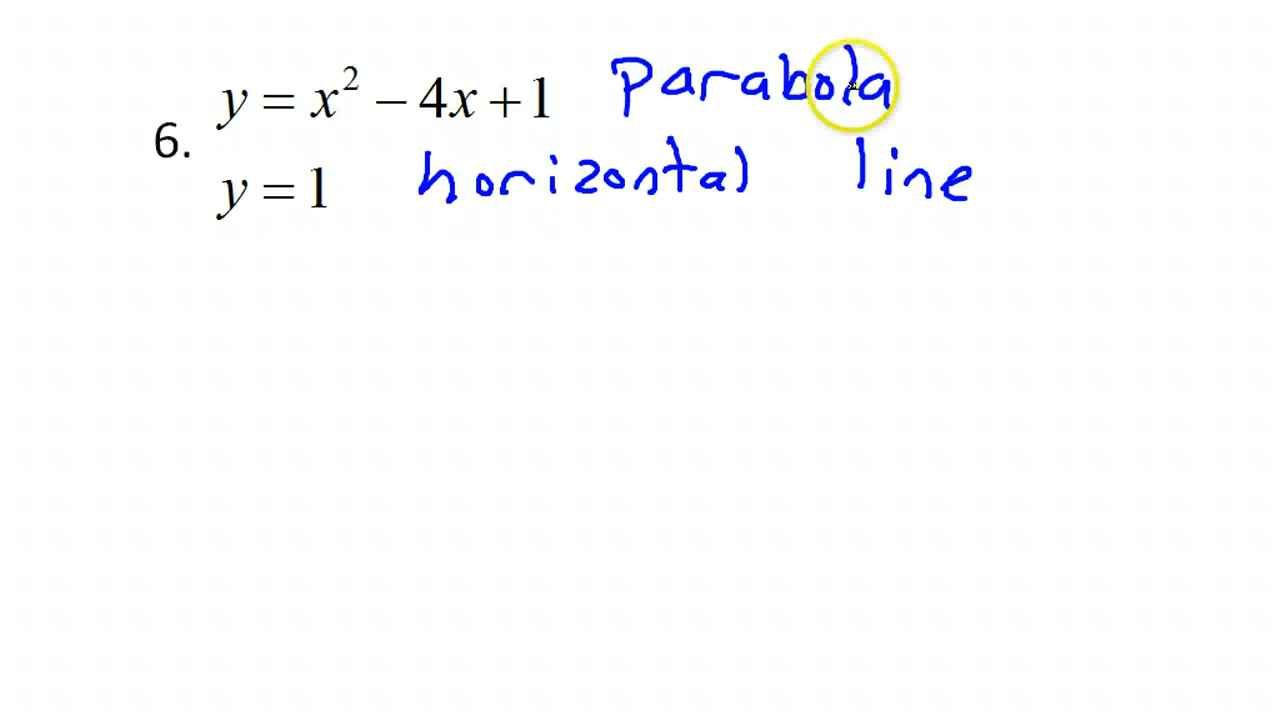 6.
y = x² − 4x + 1 Parabola
y = 1 horizontal line